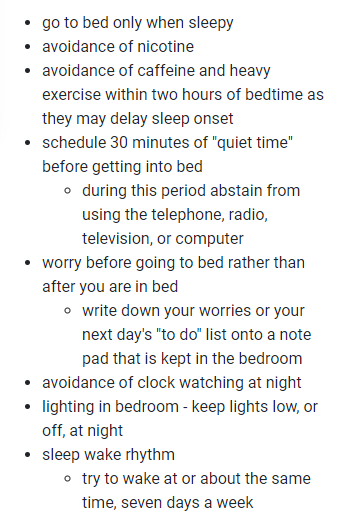 go to bed only when sleepy
avoidance of nicotine
avoidance of caffeine and heavy
exercise within two hours of bedtime as
they may delay sleep onset
schedule 30 minutes of "quiet time"
before getting into bed
during this period abstain from
using the telephone, radio,
television, or computer
worry before going to bed rather than
after you are in bed
write down your worries or your
next day's "to do" list onto a note
pad that is kept in the bedroom
avoidance of clock watching at night
lighting in bedroom - keep lights low, or
off, at night
sleep wake rhythm
try to wake at or about the same
time, seven days a week